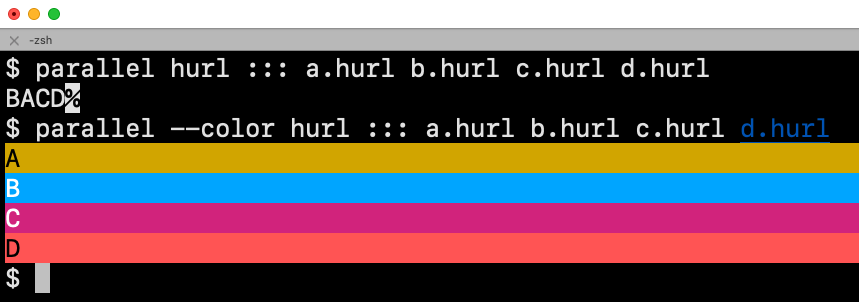 -zsh
$ parallel hurl ::: a.hurl b.hurl c.hurl d.hurl
BACD%
$ parallel --color hurl ::: a.hurl b.hurl c.hurl d.hurl
A
B
C
D
$